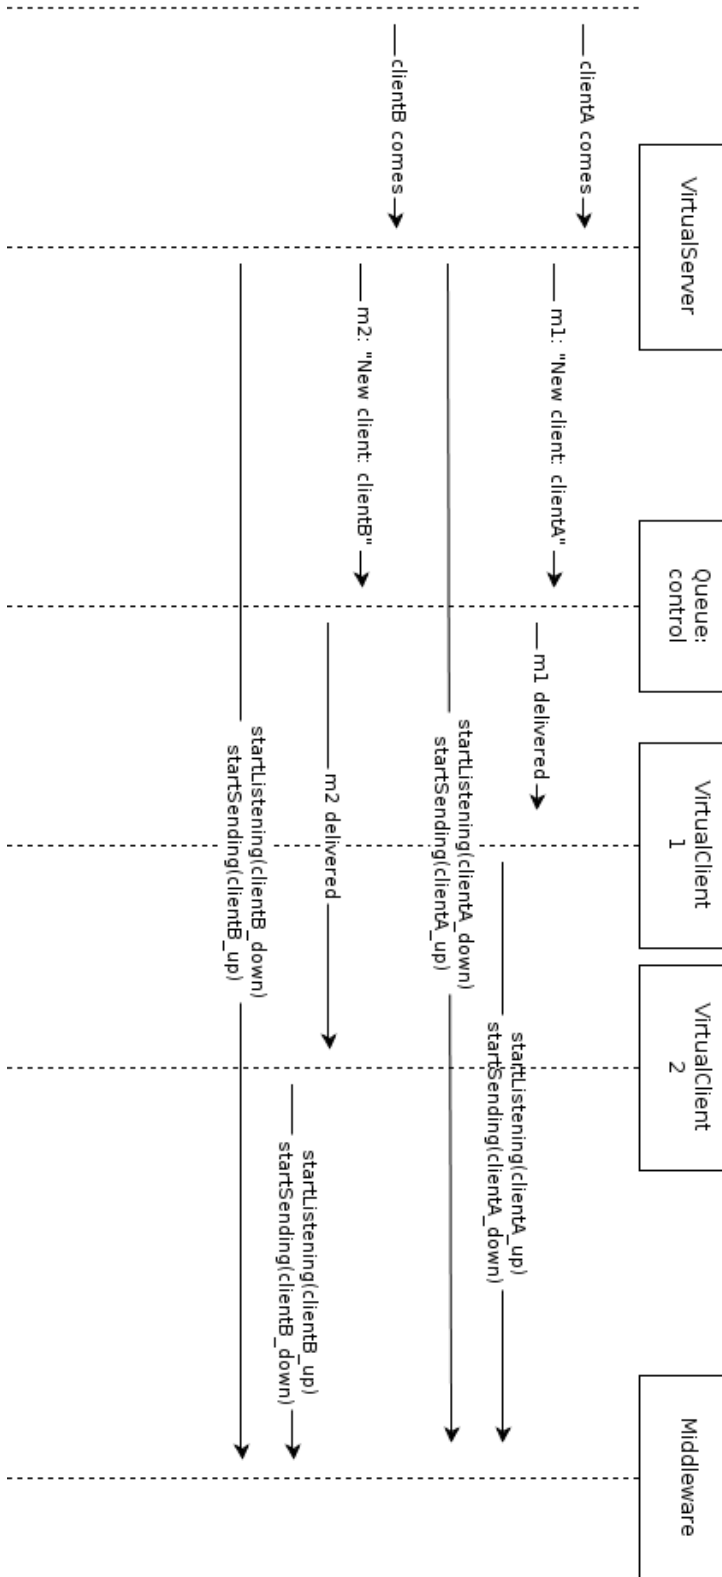 VirtualServer
Queue:
control
VirtualClient
1
VirtualClient
2
Middleware
clientA comes
m1: "New client: clientA"
m1 delivered
startListening(clientA_up)
startSending(clientA_down)
startListening(clientA_down)
startSending(clientA_up)
clientB comes
m2: "New client: clientB"
m2 delivered
startListening(clientB_up)
startSending(clientB_down)
startListening(clientB_down)
startSending(clientB_up)